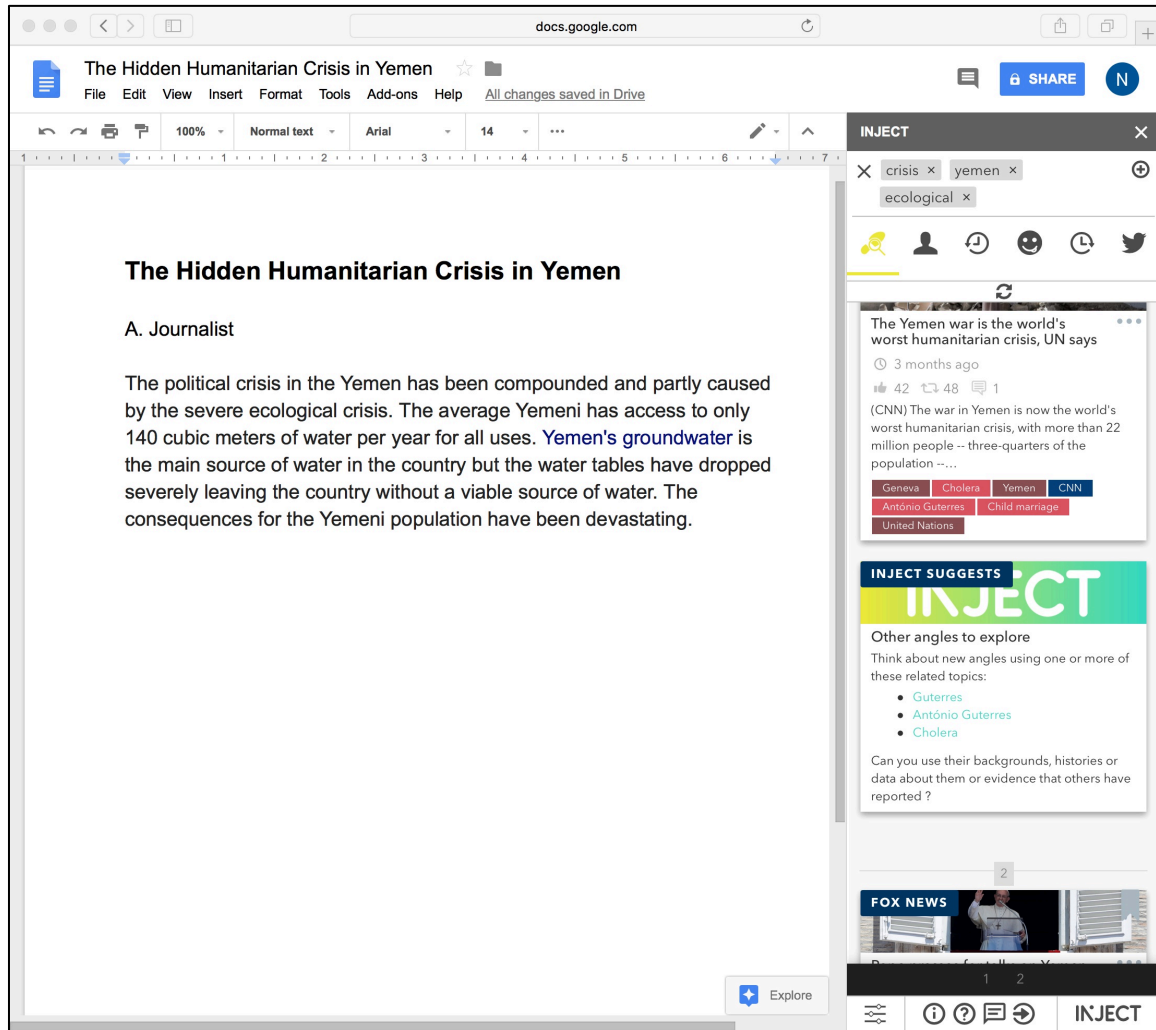 docs.google.com
The Hidden Humanitarian Crisis in Yemen
File Edit View Insert Format Tools Add-ons Help All changes saved in Drive
SHARE
N
100% Normal text Arial 14
1 1 2 3 4 5 6 7
The Hidden Humanitarian Crisis in Yemen
A. Journalist
The political crisis in the Yemen has been compounded and partly caused
by the severe ecological crisis. The average Yemeni has access to only
140 cubic meters of water per year for all uses. Yemen's groundwater is
the main source of water in the country but the water tables have dropped
severely leaving the country without a viable source of water. The
consequences for the Yemeni population have been devastating.
Explore
INJECT
crisis × yemen ×
ecological ×
The Yemen war is the world's
worst humanitarian crisis, UN says
3 months ago
42 48 1
(CNN) The war in Yemen is now the world's
worst humanitarian crisis, with more than 22
million people -- three-quarters of the
population --…
Geneva Cholera Yemen CNN
António Guterres Child marriage
United Nations
INJECT SUGGESTS
INJECT
Other angles to explore
Think about new angles using one or more of
these related topics:
Guterres
António Guterres
Cholera
Can you use their backgrounds, histories or
data about them or evidence that others have
reported ?
2
FOX NEWS
1 2
INJECT